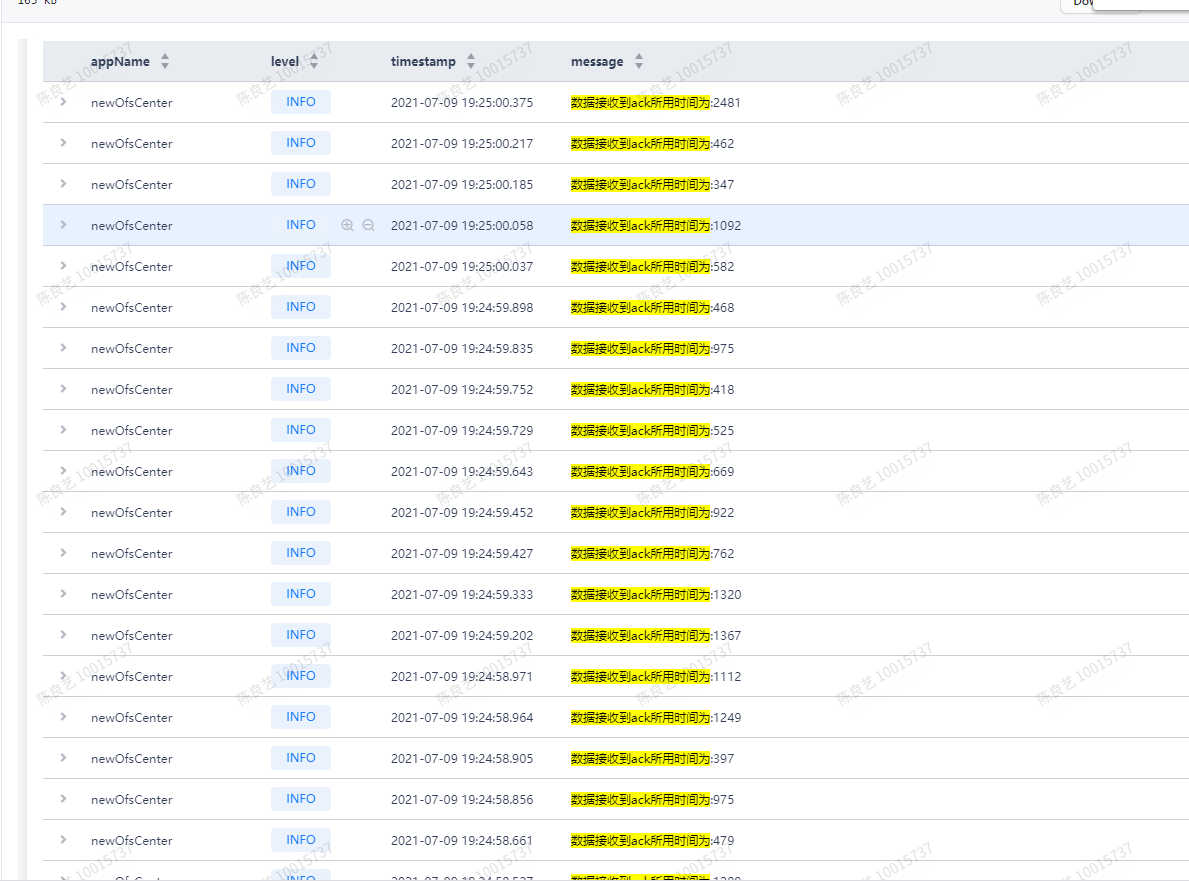 165 KB
appName level timestamp message
newOfsCenter INFO 2021-07-09 19:25:00.375 数据接收到ack所用时间为:2481
newOfsCenter INFO 2021-07-09 19:25:00.217 数据接收到ack所用时间为:462
newOfsCenter INFO 2021-07-09 19:25:00.185 数据接收到ack所用时间为:347
newOfsCenter INFO 2021-07-09 19:25:00.058 数据接收到ack所用时间为:1092
newOfsCenter INFO 2021-07-09 19:25:00.037 数据接收到ack所用时间为:582
newOfsCenter INFO 2021-07-09 19:24:59.898 数据接收到ack所用时间为:468
newOfsCenter INFO 2021-07-09 19:24:59.835 数据接收到ack所用时间为:975
newOfsCenter INFO 2021-07-09 19:24:59.752 数据接收到ack所用时间为:418
newOfsCenter INFO 2021-07-09 19:24:59.729 数据接收到ack所用时间为:525
newOfsCenter INFO 2021-07-09 19:24:59.643 数据接收到ack所用时间为:669
newOfsCenter INFO 2021-07-09 19:24:59.452 数据接收到ack所用时间为:922
newOfsCenter INFO 2021-07-09 19:24:59.427 数据接收到ack所用时间为:762
newOfsCenter INFO 2021-07-09 19:24:59.333 数据接收到ack所用时间为:1320
newOfsCenter INFO 2021-07-09 19:24:59.202 数据接收到ack所用时间为:1367
newOfsCenter INFO 2021-07-09 19:24:58.971 数据接收到ack所用时间为:1112
newOfsCenter INFO 2021-07-09 19:24:58.964 数据接收到ack所用时间为:1249
newOfsCenter INFO 2021-07-09 19:24:58.905 数据接收到ack所用时间为:397
newOfsCenter INFO 2021-07-09 19:24:58.856 数据接收到ack所用时间为:975
newOfsCenter INFO 2021-07-09 19:24:58.661 数据接收到ack所用时间为:479
陈良艺 10015737